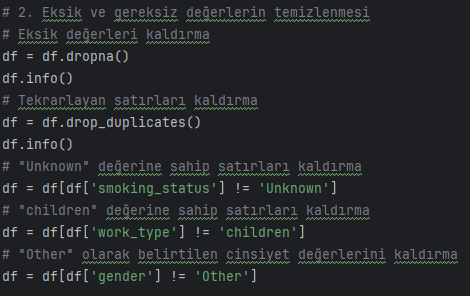 # 2. Eksik ve gereksiz değerlerin temizlenmesi
# Eksik değerleri kaldırma
df = df.dropna()
df.info()
# Tekrarlayan satırları kaldırma
df = df.drop_duplicates()
df.info()
# "Unknown" değerine sahip satırları kaldırma
df = df[df['smoking_status'] != 'Unknown']
# "children" değerine sahip satırları kaldırma
df = df[df['work_type'] != 'children']
# "Other" olarak belirtilen cinsiyet değerlerini kaldırma
df = df[df['gender'] != 'Other']